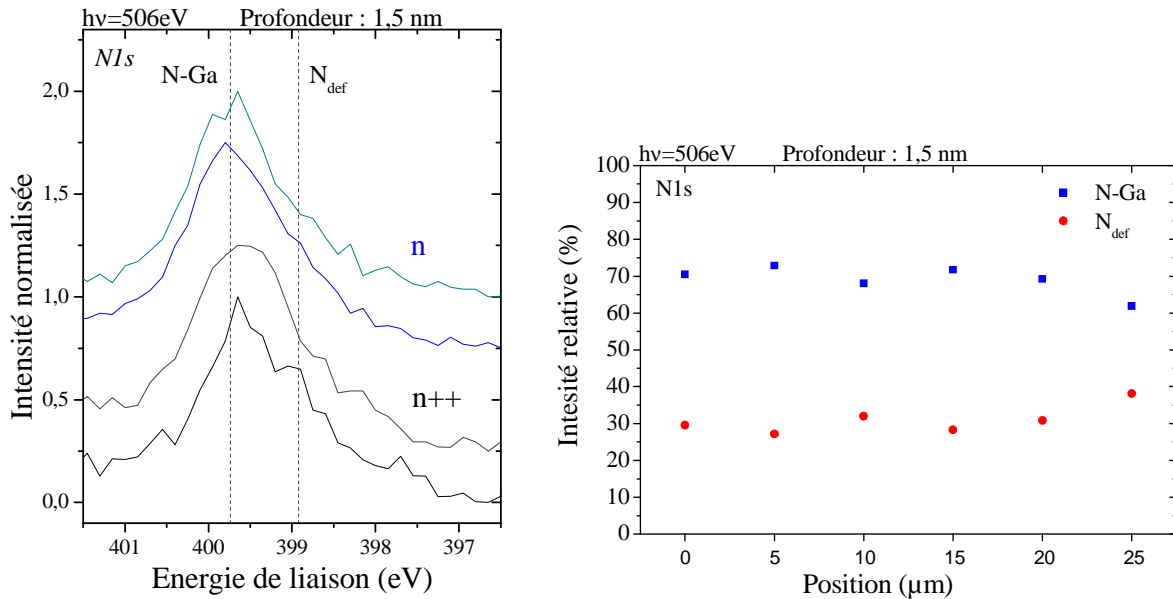 hν=506eV Profondeur : 1,5 nm
N1s
N-Ga
N_def
2,0
1,5
1,0
0,5
0,0
n
n++
Intensité normalisée
401 400 399 398 397
Energie de liaison (eV)
hν=506eV Profondeur : 1,5 nm
N1s
N-Ga
N_def
100
90
80
70
60
50
40
30
20
10
0
Intesité relative (%)
0 5 10 15 20 25
Position (µm)